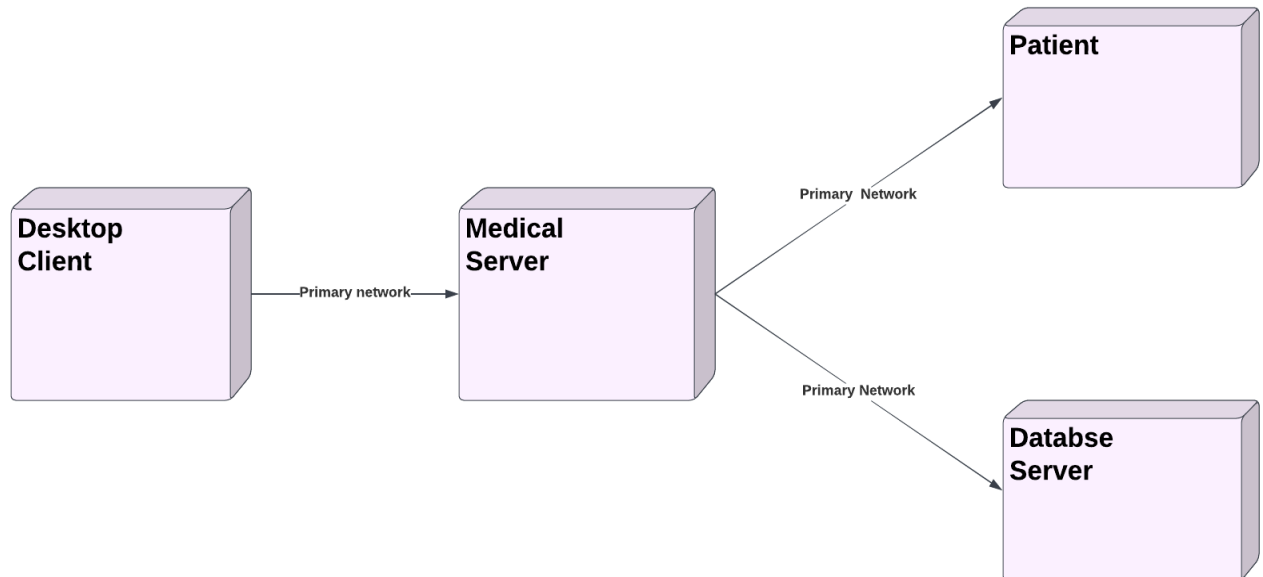 Patient
Primary  Network
Desktop
Client
Medical
Server
Primary network
Primary Network
Databse
Server